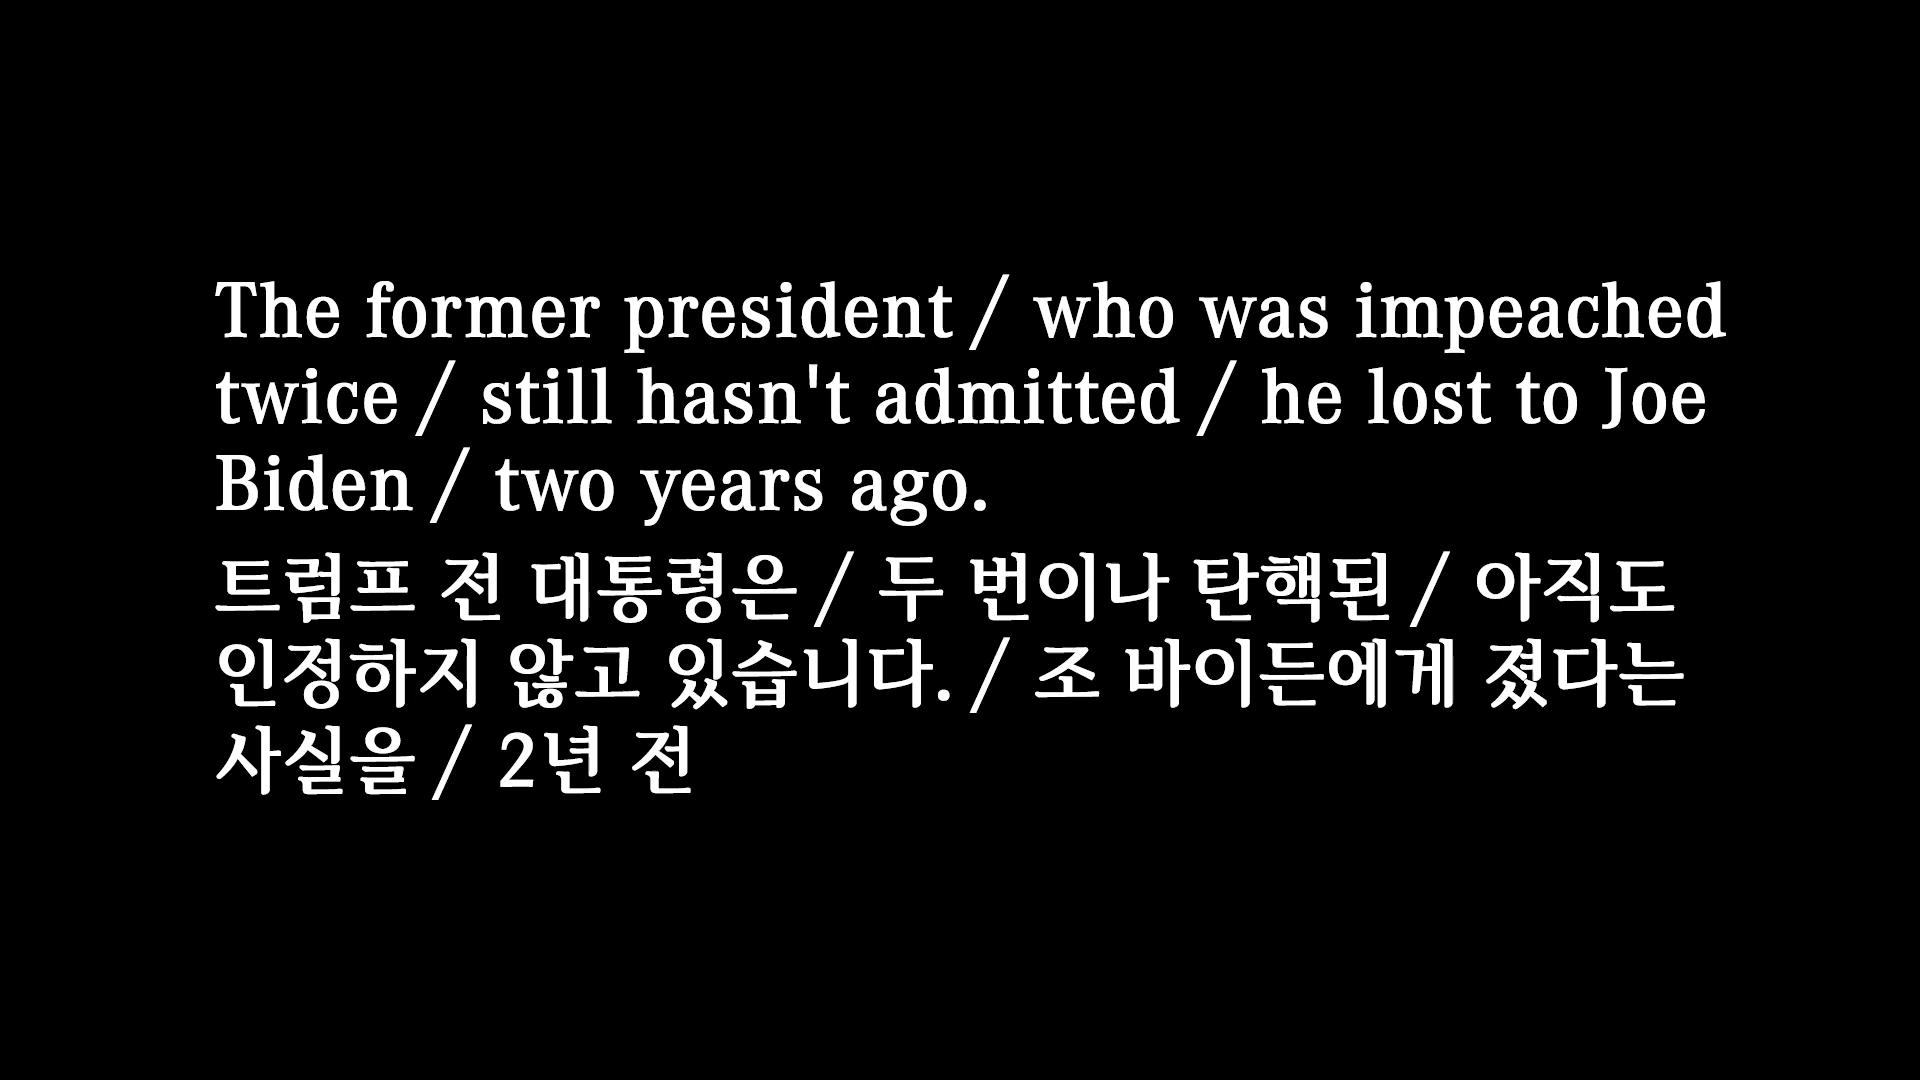 The former president / who was impeached
twice / still hasn't admitted / he lost to Joe
Biden / two years ago.
트럼프 전 대통령은 / 두 번이나 탄핵된 / 아직도
인정하지 않고 있습니다. / 조 바이든에게 졌다는
사실을 / 2년 전